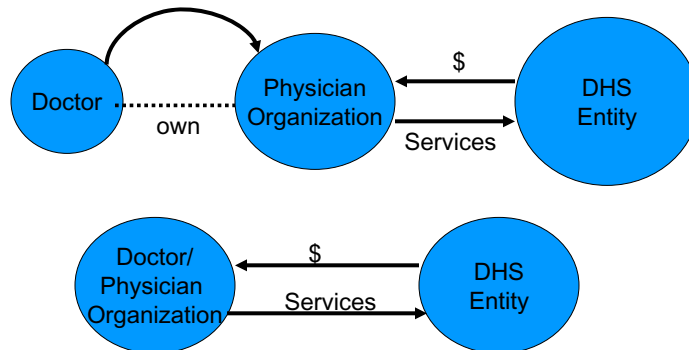 Doctor
own
Physician
Organization
$
Services
DHS
Entity
Doctor/
Physician
Organization
$
Services
DHS
Entity